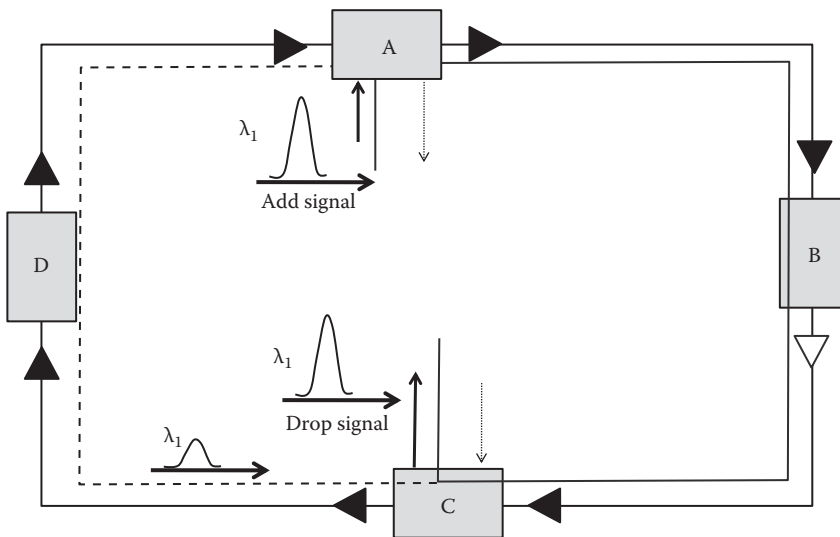 A
λ₁
Add signal
D
B
λ₁
Drop signal
λ₁
C